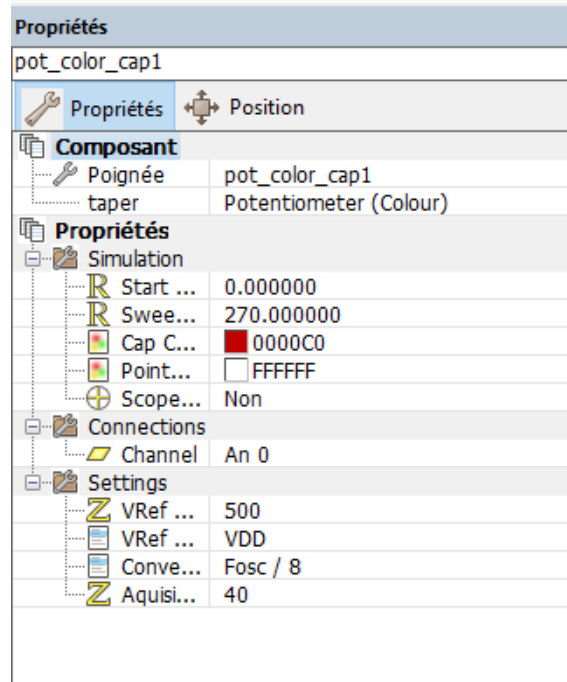 Propriétés
pot_color_cap1
Propriétés Position
Composant
Poignée pot_color_cap1
taper Potentiometer (Colour)
Propriétés
Simulation
Start ... 0.000000
Swee... 270.000000
Cap C... 0000C0
Point... FFFFFF
Scope... Non
Connections
Channel An 0
Settings
VRef ... 500
VRef ... VDD
Conve... Fosc / 8
Aquisi... 40